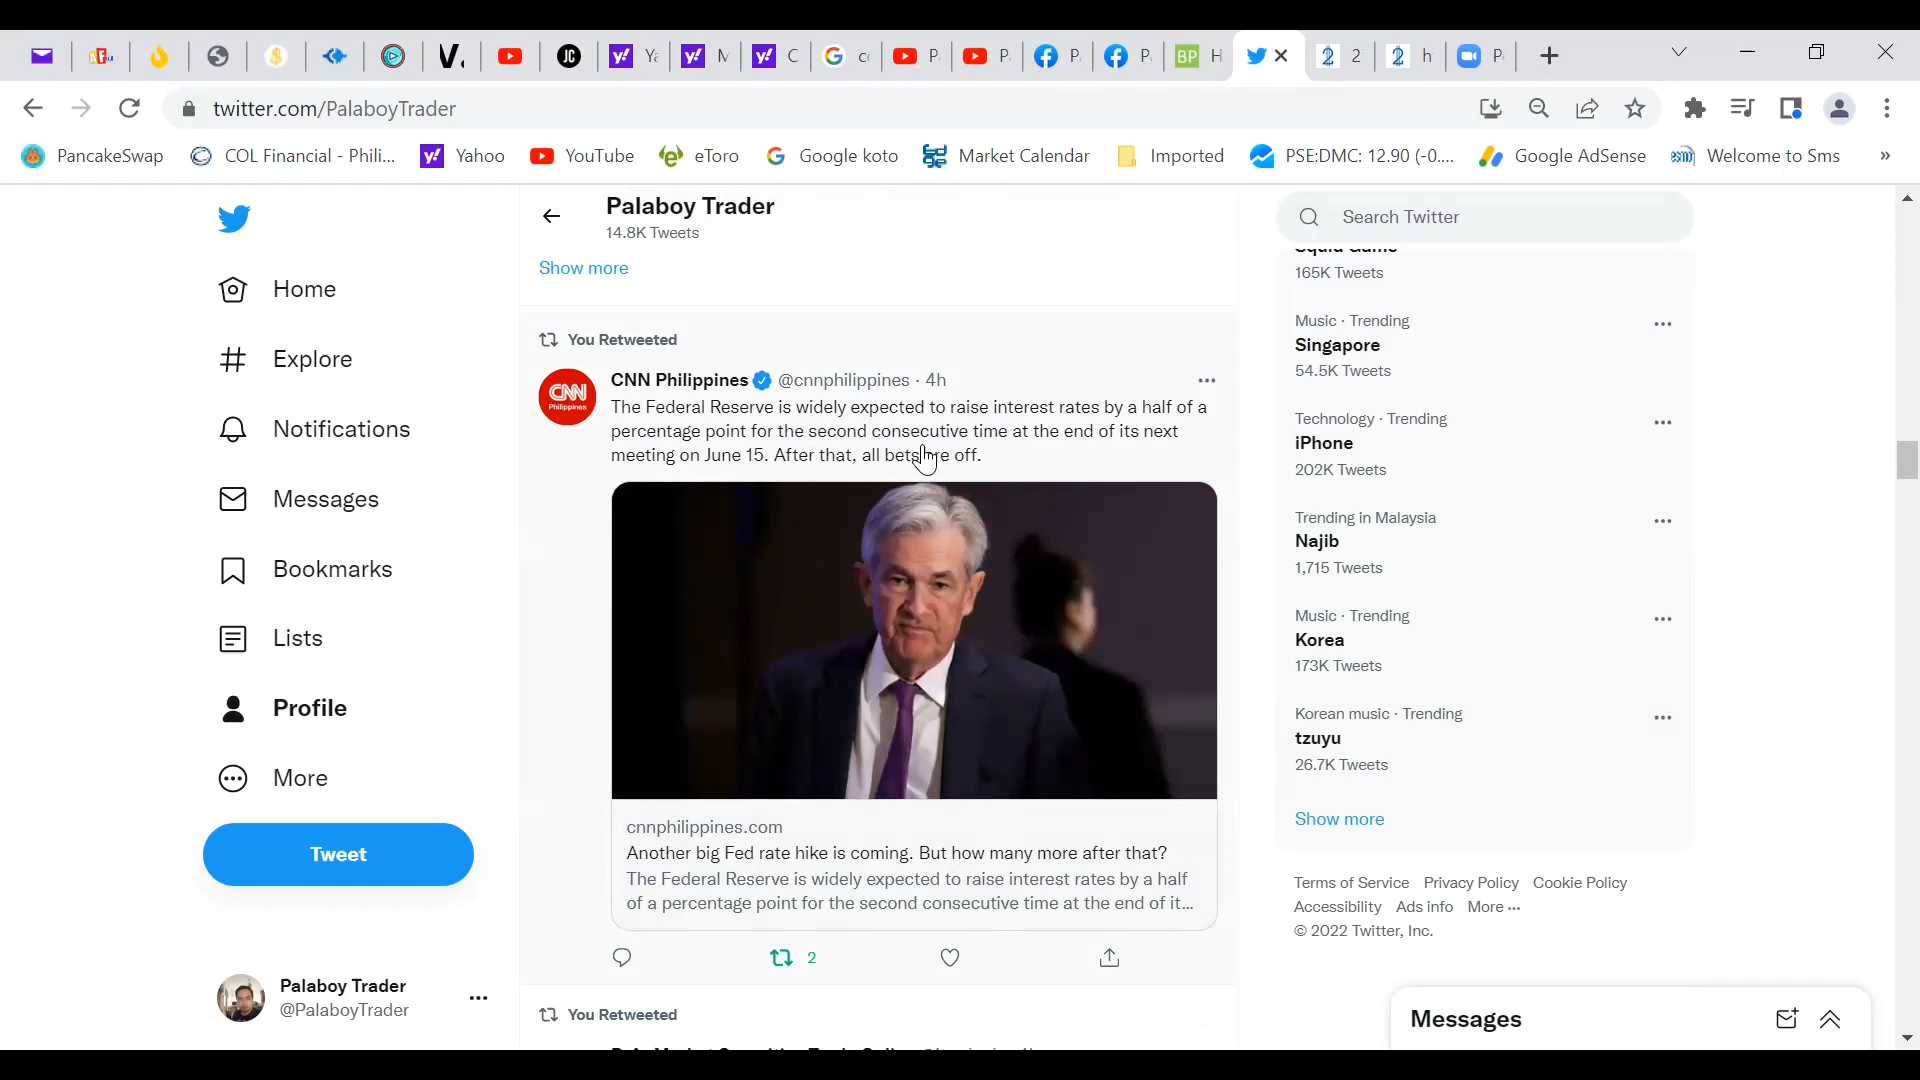 Ya
M
C
cc
P
P
P
P
BP H
2
h
P
twitter.com/PalaboyTrader
PancakeSwap
COL Financial - Phili...
Yahoo
YouTube
eToro
Google koto
Market Calendar
Imported
PSE:DMC: 12.90 (-0....
Google AdSense
Welcome to Sms
»
Home
Explore
Notifications
Messages
Bookmarks
Lists
Profile
More
Tweet
Palaboy Trader
@PalaboyTrader
Palaboy Trader
14.8K Tweets
Show more
You Retweeted
CNN Philippines @cnnphilippines · 4h
CNN
Philippines
The Federal Reserve is widely expected to raise interest rates by a half of a
percentage point for the second consecutive time at the end of its next
meeting on June 15. After that, all bets are off.
cnnphilippines.com
Another big Fed rate hike is coming. But how many more after that?
The Federal Reserve is widely expected to raise interest rates by a half
of a percentage point for the second consecutive time at the end of it...
2
You Retweeted
Search Twitter
Squid Game
165K Tweets
Music · Trending
Singapore
54.5K Tweets
Technology · Trending
iPhone
202K Tweets
Trending in Malaysia
Najib
1,715 Tweets
Music · Trending
Korea
173K Tweets
Korean music · Trending
tzuyu
26.7K Tweets
Show more
Terms of Service Privacy Policy Cookie Policy
Accessibility Ads info More ···
© 2022 Twitter, Inc.
Messages